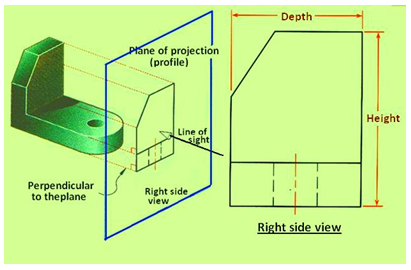 Depth
Plane of projection
(profile)
Height
Line of
sight
Perpendicular
to theplane
Right side
view
Right side view